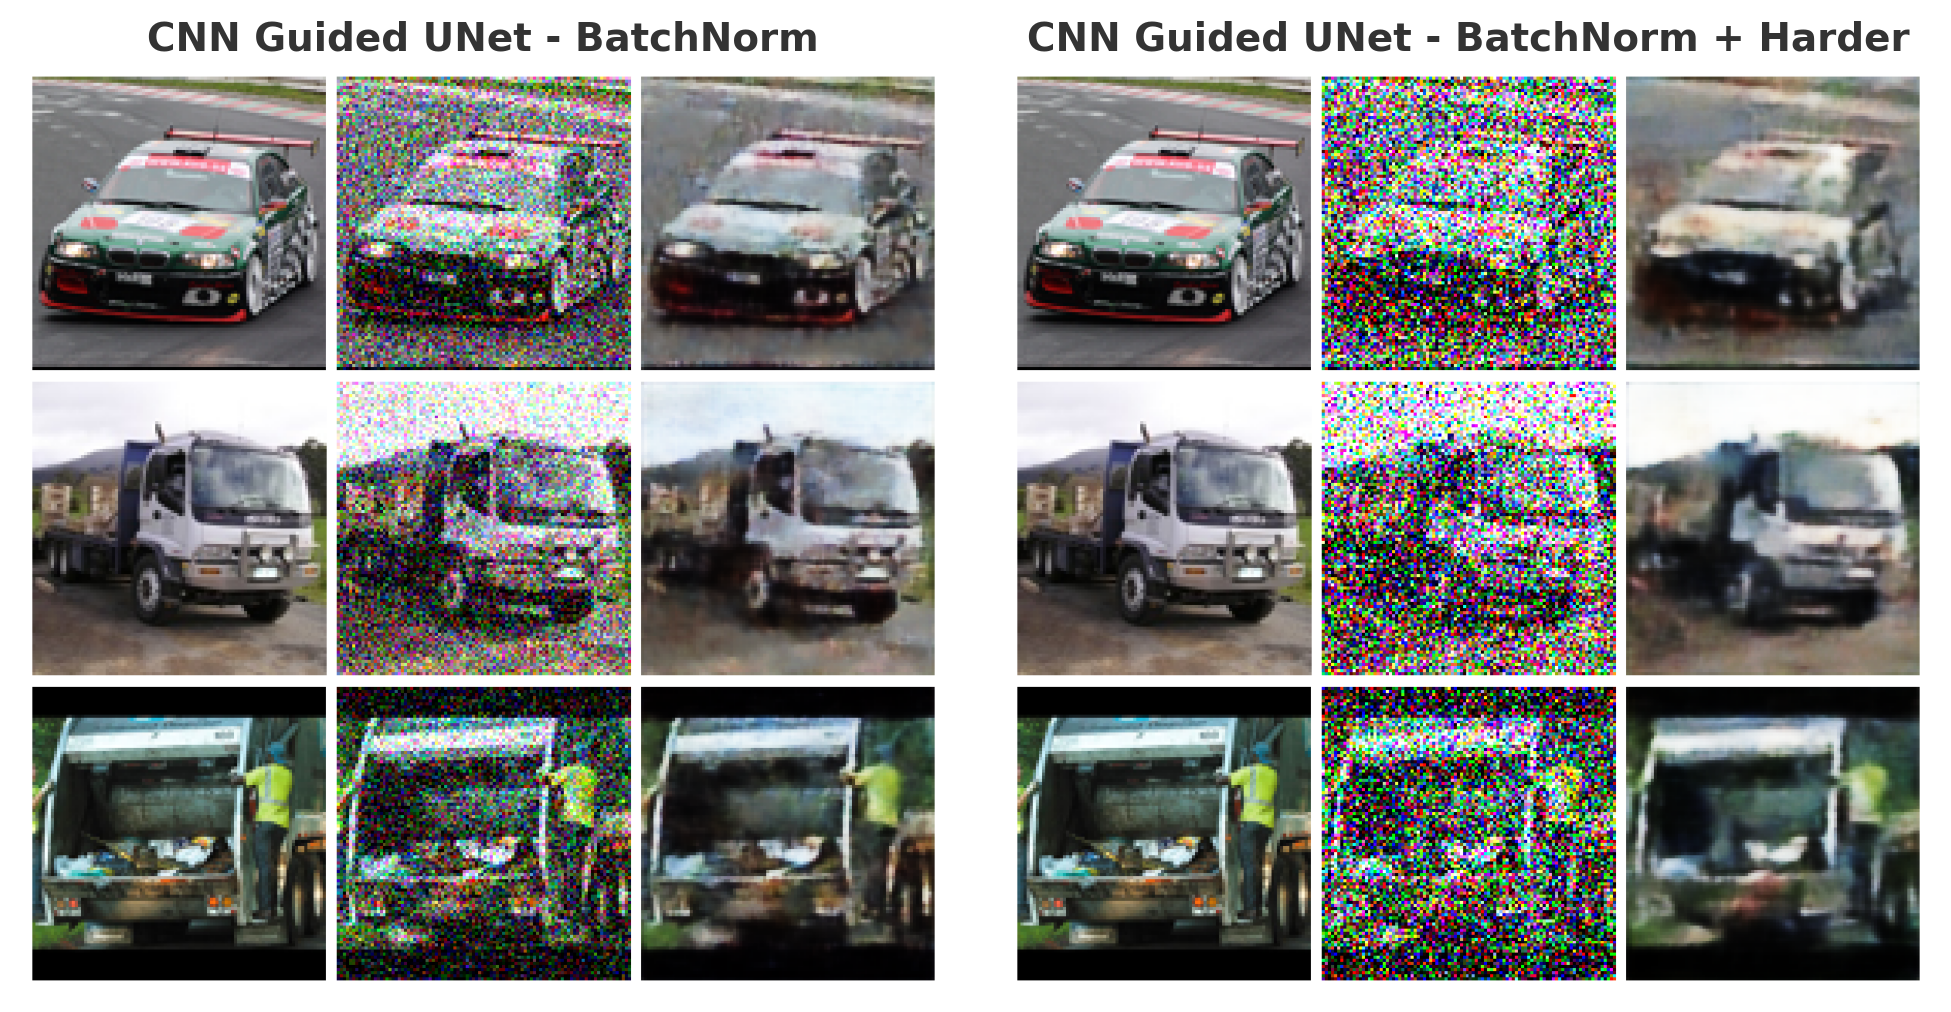 CNN Guided UNet - BatchNorm
CNN Guided UNet - BatchNorm + Harder